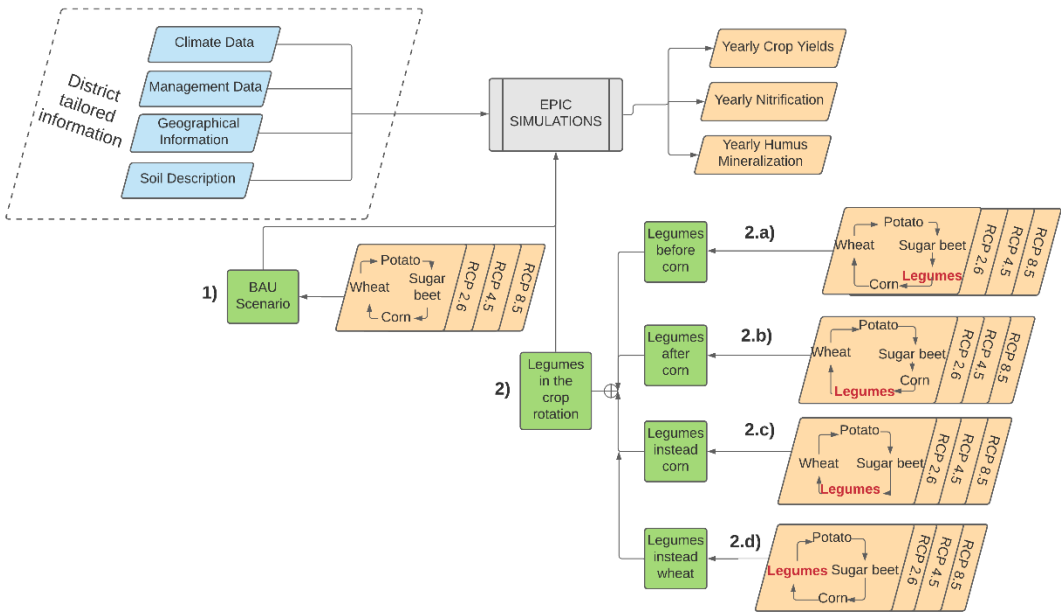 District
tailored
information
Climate Data
Management Data
Geographical
Information
Soil Description
EPIC
SIMULATIONS
Yearly Crop Yields
Yearly Nitrification
Yearly Humus
Mineralization
1)
BAU
Scenario
Potato
Wheat
Sugar
beet
Corn
RCP 2.6
RCP 4.5
RCP 8.5
2)
Legumes
in the
crop
rotation
Legumes
before
corn
2.a)
Potato
Wheat
Sugar beet
Legumes
Corn
RCP 2.6
RCP 4.5
RCP 8.5
Legumes
after
corn
2.b)
Potato
Wheat
Sugar beet
Corn
Legumes
RCP 2.6
RCP 4.5
RCP 8.5
Legumes
instead
corn
2.c)
Potato
Wheat
Sugar beet
Legumes
RCP 2.6
RCP 4.5
RCP 8.5
Legumes
instead
wheat
2.d)
Potato
Legumes
Sugar beet
Corn
RCP 2.6
RCP 4.5
RCP 8.5